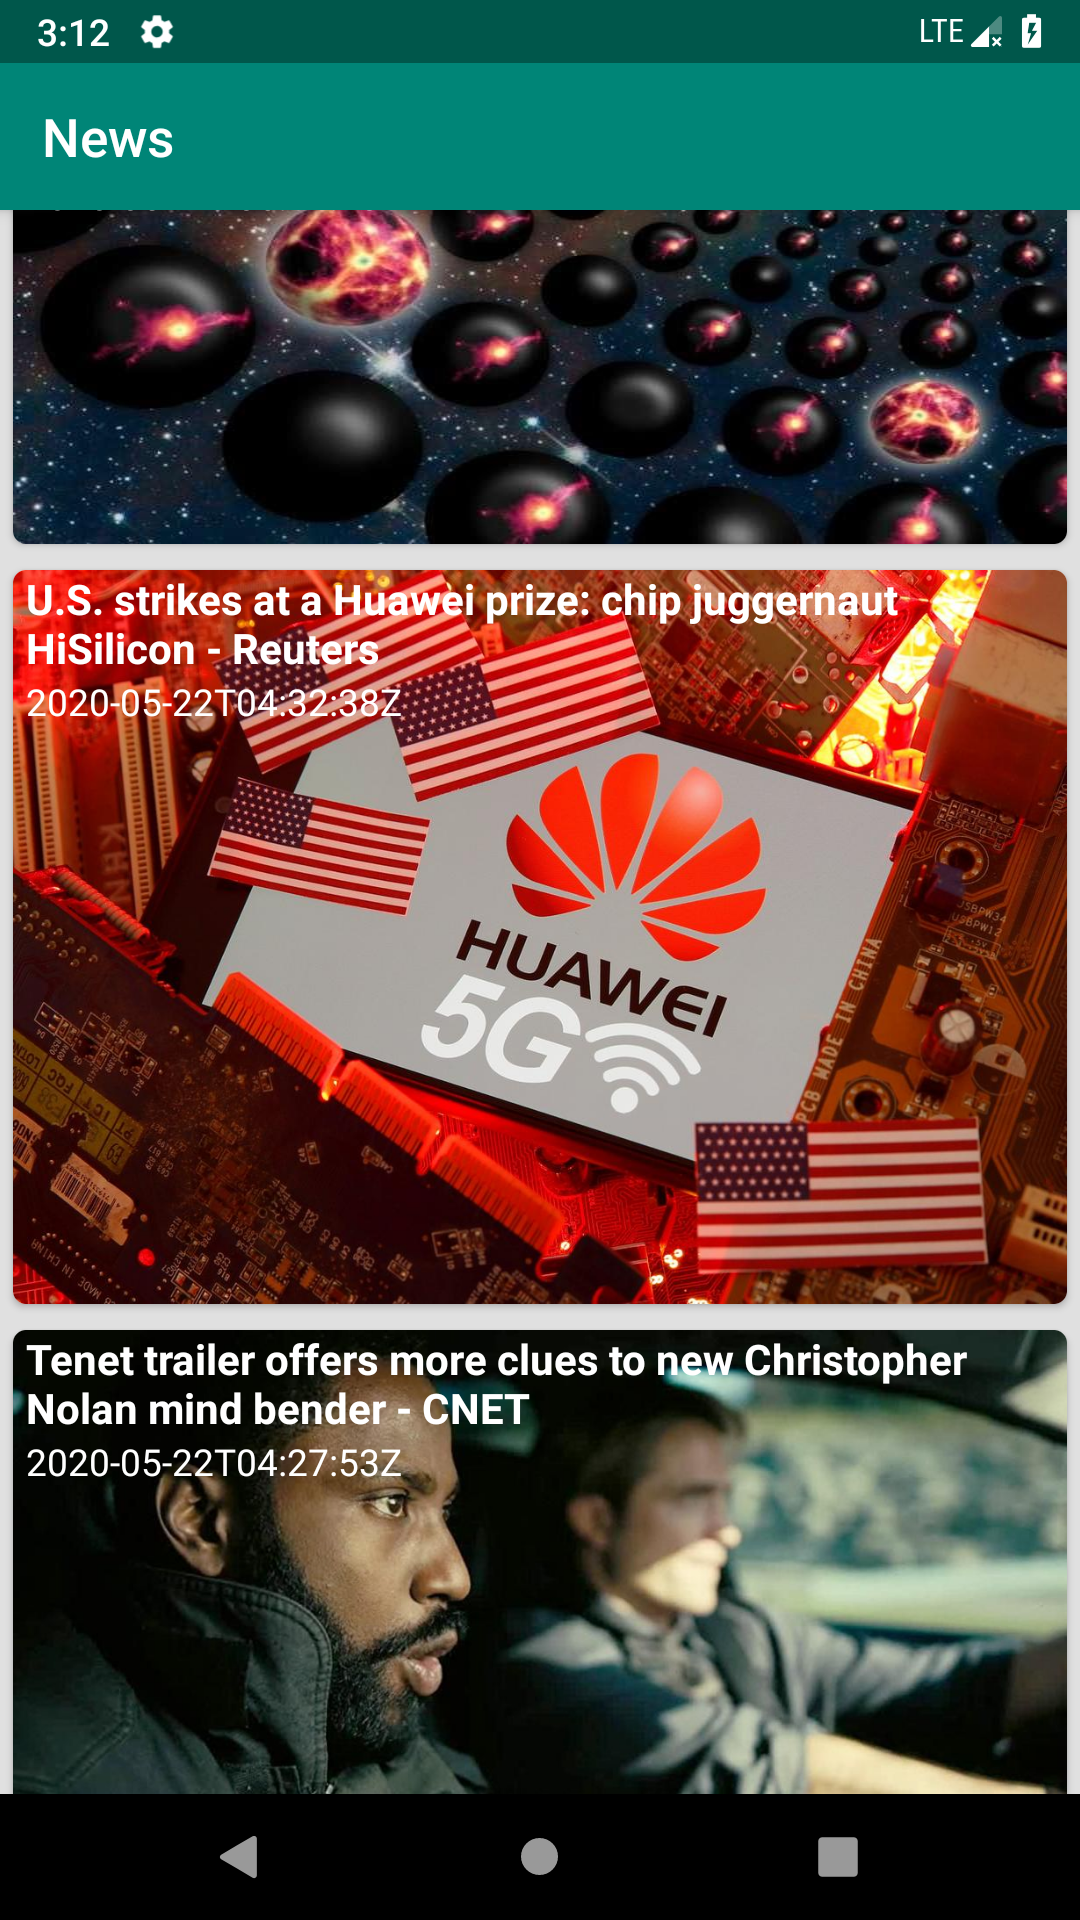 3:12
LTE
News
U.S. strikes at a Huawei prize: chip juggernaut
HiSilicon - Reuters
2020-05-22T04:32:38Z
HUAWEI
5G
PCB MADE IN CHINA
Tenet trailer offers more clues to new Christopher
Nolan mind bender - CNET
2020-05-22T04:27:53Z